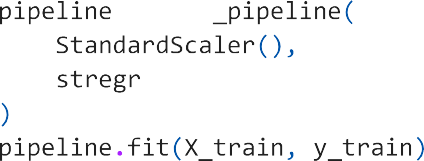 pipeline _pipeline(
    StandardScaler(),
    stregr
)
pipeline.fit(X_train, y_train)